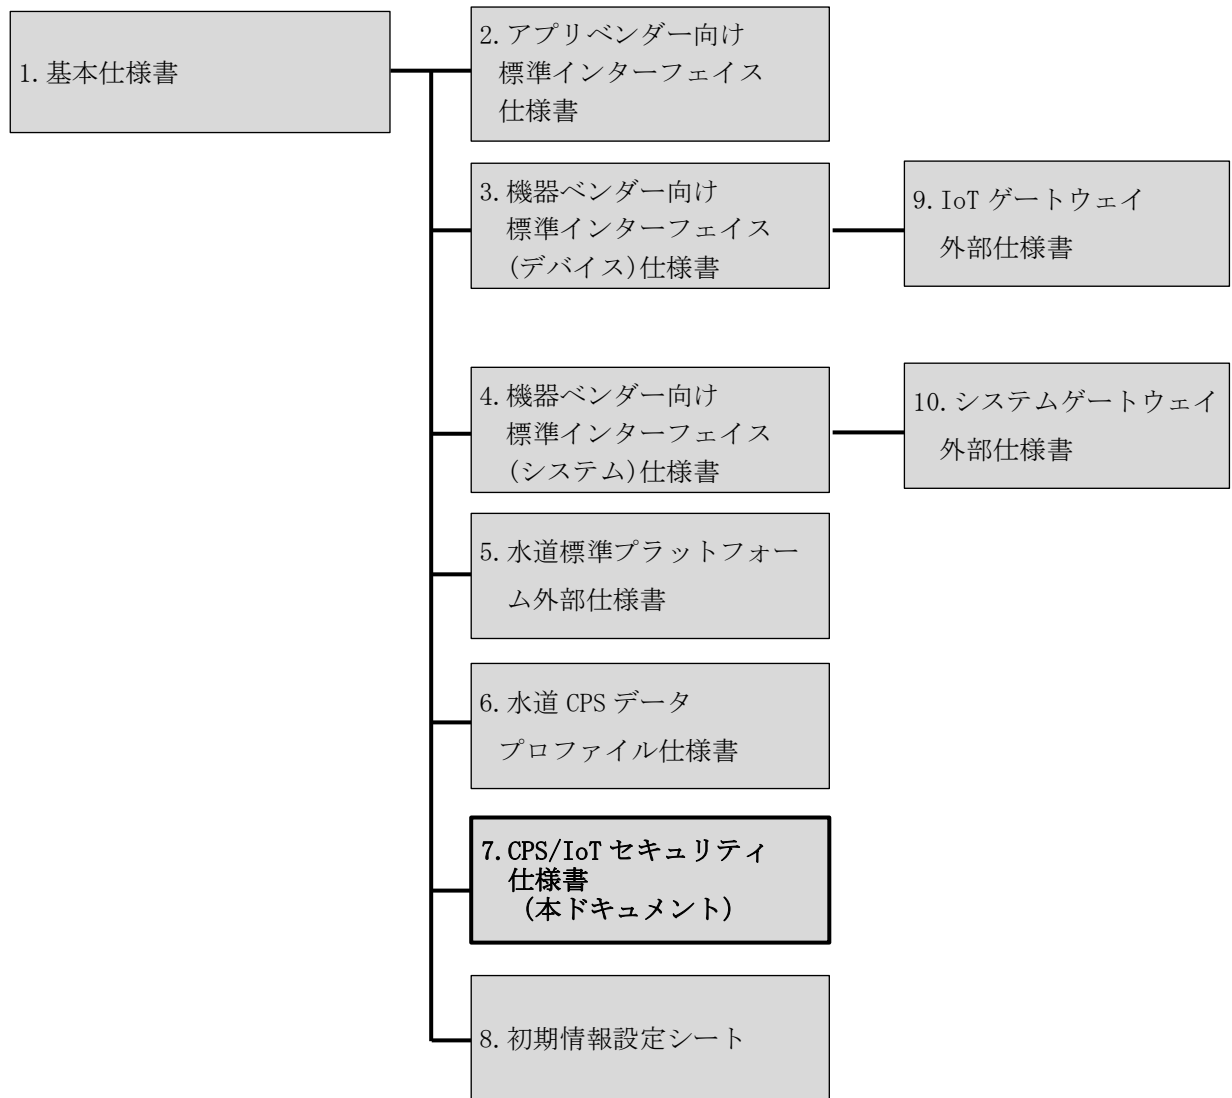 1.基本仕様書
2.アプリベンダー向け
標準インターフェイス
仕様書
3.機器ベンダー向け
標準インターフェイス
(デバイス)仕様書
9.IoT ゲートウェイ
外部仕様書
4.機器ベンダー向け
標準インターフェイス
(システム)仕様書
10.システムゲートウェイ
外部仕様書
5.水道標準プラットフォー
ム外部仕様書
6.水道 CPS データ
プロファイル仕様書
7.CPS/IoT セキュリティ
仕様書
(本ドキュメント)
8.初期情報設定シート